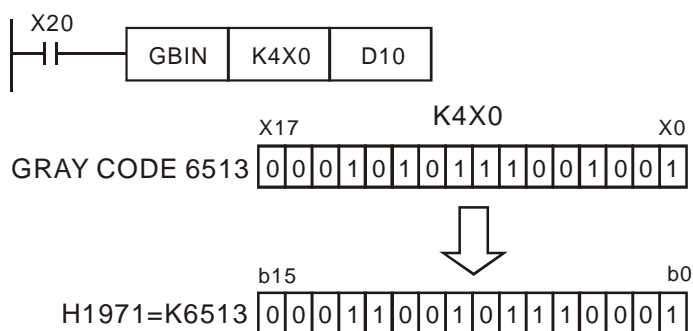 X20
GBIN K4X0 D10
K4X0
X17 X0
GRAY CODE 6513 0 0 0 1 0 1 0 1 1 1 0 0 1 0 0 1
b15 b0
H1971=K6513 0 0 0 1 1 0 0 1 0 1 1 1 0 0 0 1